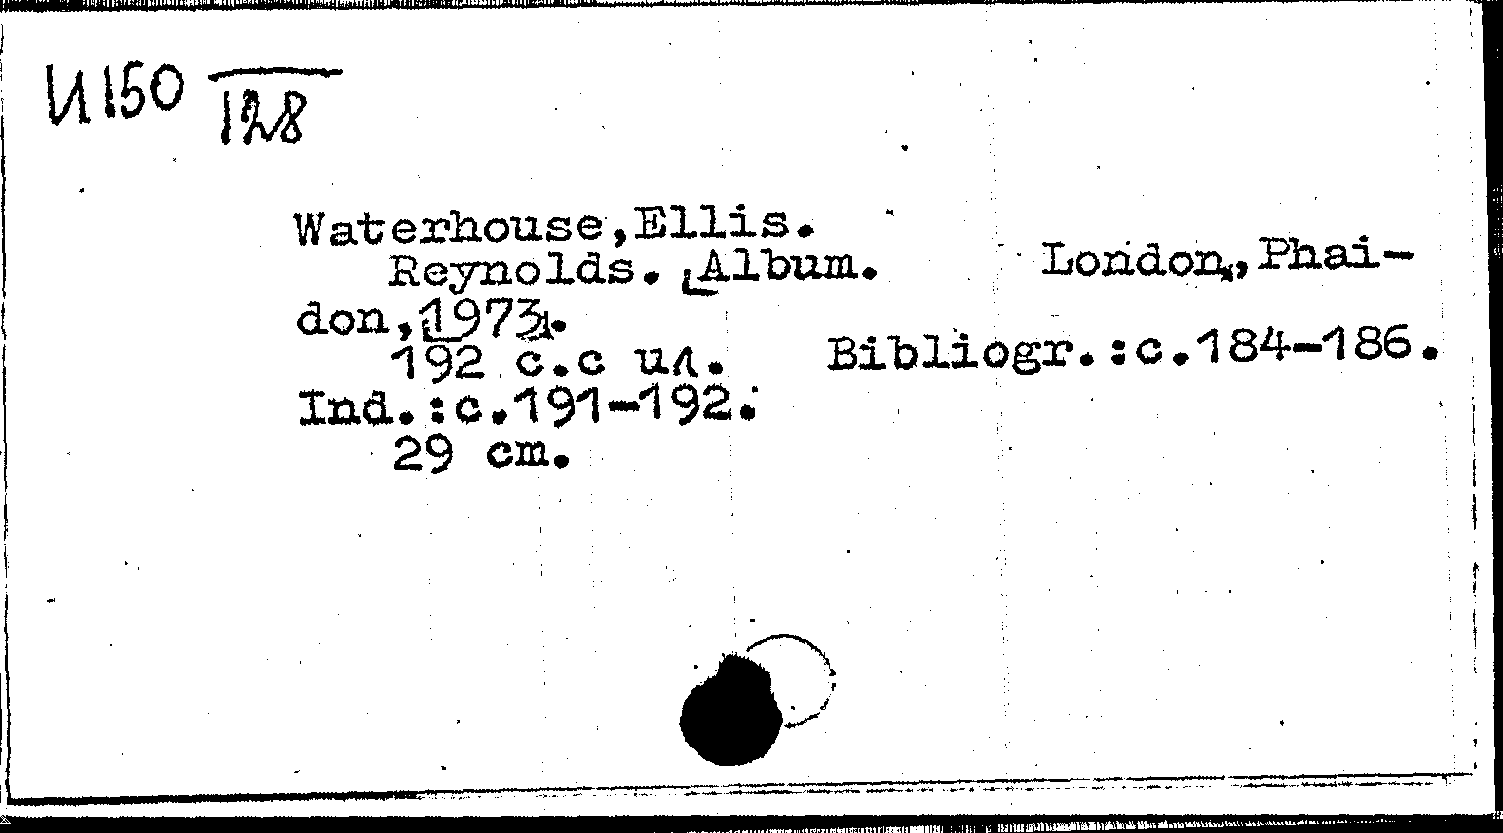 И150 128
Waterhouse,Ellis.
Reynolds. [Album. London,Phai-
don,[1973].
192 с.с ил. Bibliogr.:c.184-186.
Ind.:c.191-192.
29 cm.